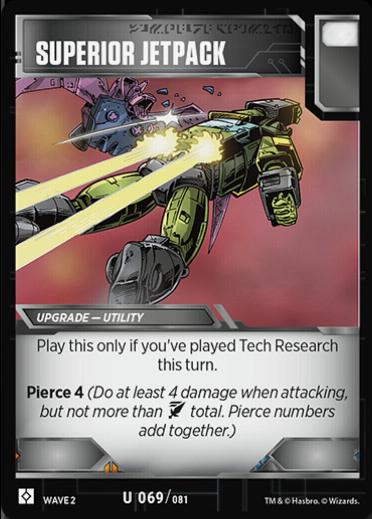 SUPERIOR JETPACK
UPGRADE — UTILITY
Play this only if you've played Tech Research
this turn.
Pierce 4 (Do at least 4 damage when attacking,
but not more than total. Pierce numbers
add together.)
WAVE 2 U 069/081 TM & © Hasbro. © Wizards.